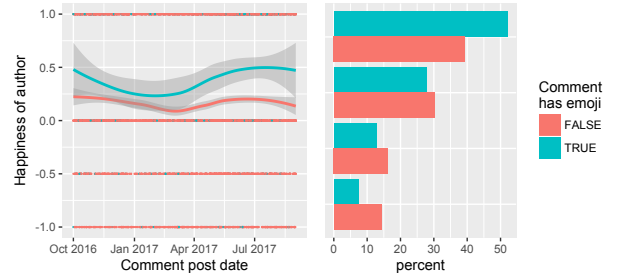 Happiness of author
1.0
0.5
0.0
-0.5
-1.0
Oct 2016 Jan 2017 Apr 2017 Jul 2017
Comment post date
0 10 20 30 40 50
percent
Comment
has emoji
FALSE
TRUE